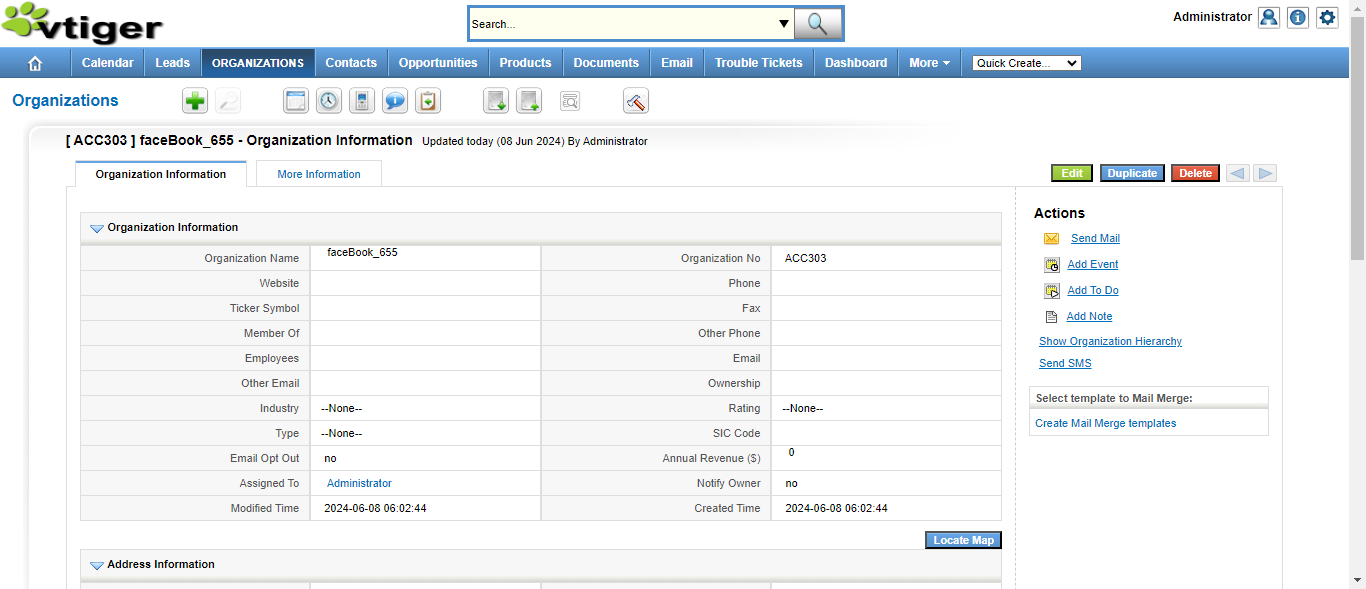 vtiger
Search...
Administrator
Calendar Leads ORGANIZATIONS Contacts Opportunities Products Documents Email Trouble Tickets Dashboard More Quick Create...
Organizations
[ ACC303 ] faceBook_655 - Organization Information Updated today (08 Jun 2024) By Administrator
Organization Information More Information Edit Duplicate Delete
Organization Information
Organization Name faceBook_655 Organization No ACC303
Website Phone
Ticker Symbol Fax
Member Of Other Phone
Employees Email
Other Email Ownership
Industry --None-- Rating --None--
Type --None-- SIC Code
Email Opt Out no Annual Revenue ($) 0
Assigned To Administrator Notify Owner no
Modified Time 2024-06-08 06:02:44 Created Time 2024-06-08 06:02:44
Locate Map
Address Information
Actions
Send Mail
Add Event
Add To Do
Add Note
Show Organization Hierarchy
Send SMS
Select template to Mail Merge:
Create Mail Merge templates